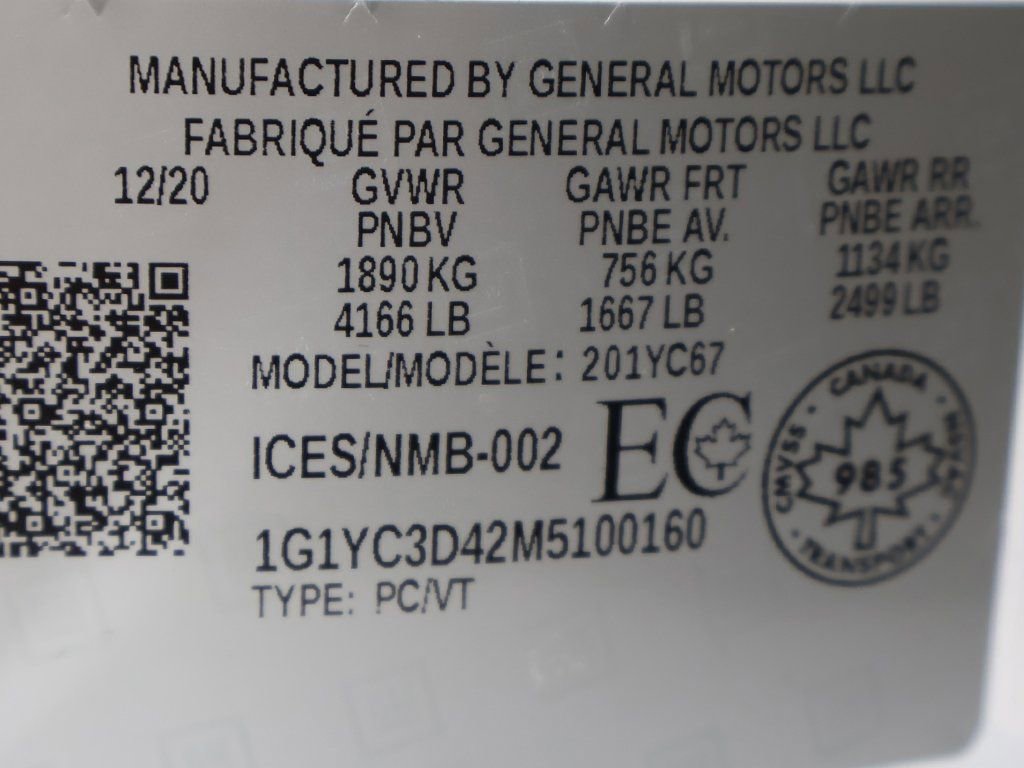 MANUFACTURED BY GENERAL MOTORS LLC
FABRIQUÉ PAR GENERAL MOTORS LLC
12/20 GVWR GAWR FRT GAWR RR
PNBV PNBE AV. PNBE ARR.
1890 KG 756 KG 1134 KG
4166 LB 1667 LB 2499 LB
MODEL/MODÈLE: 201YC67
ICES/NMB-002 EC
CANADA
CMVSS 985 NSVAC
TRANSPORT
1G1YC3D42M5100160
TYPE: PC/VT